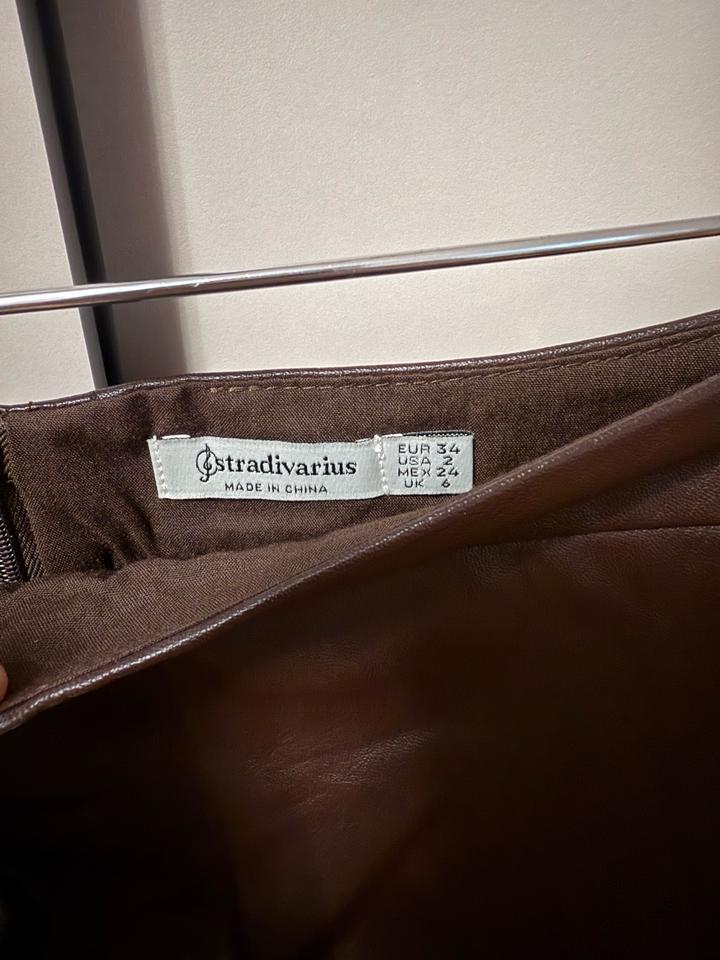 stradivarius
MADE IN CHINA
EUR 34
USA 2
MEX 24
UK 6